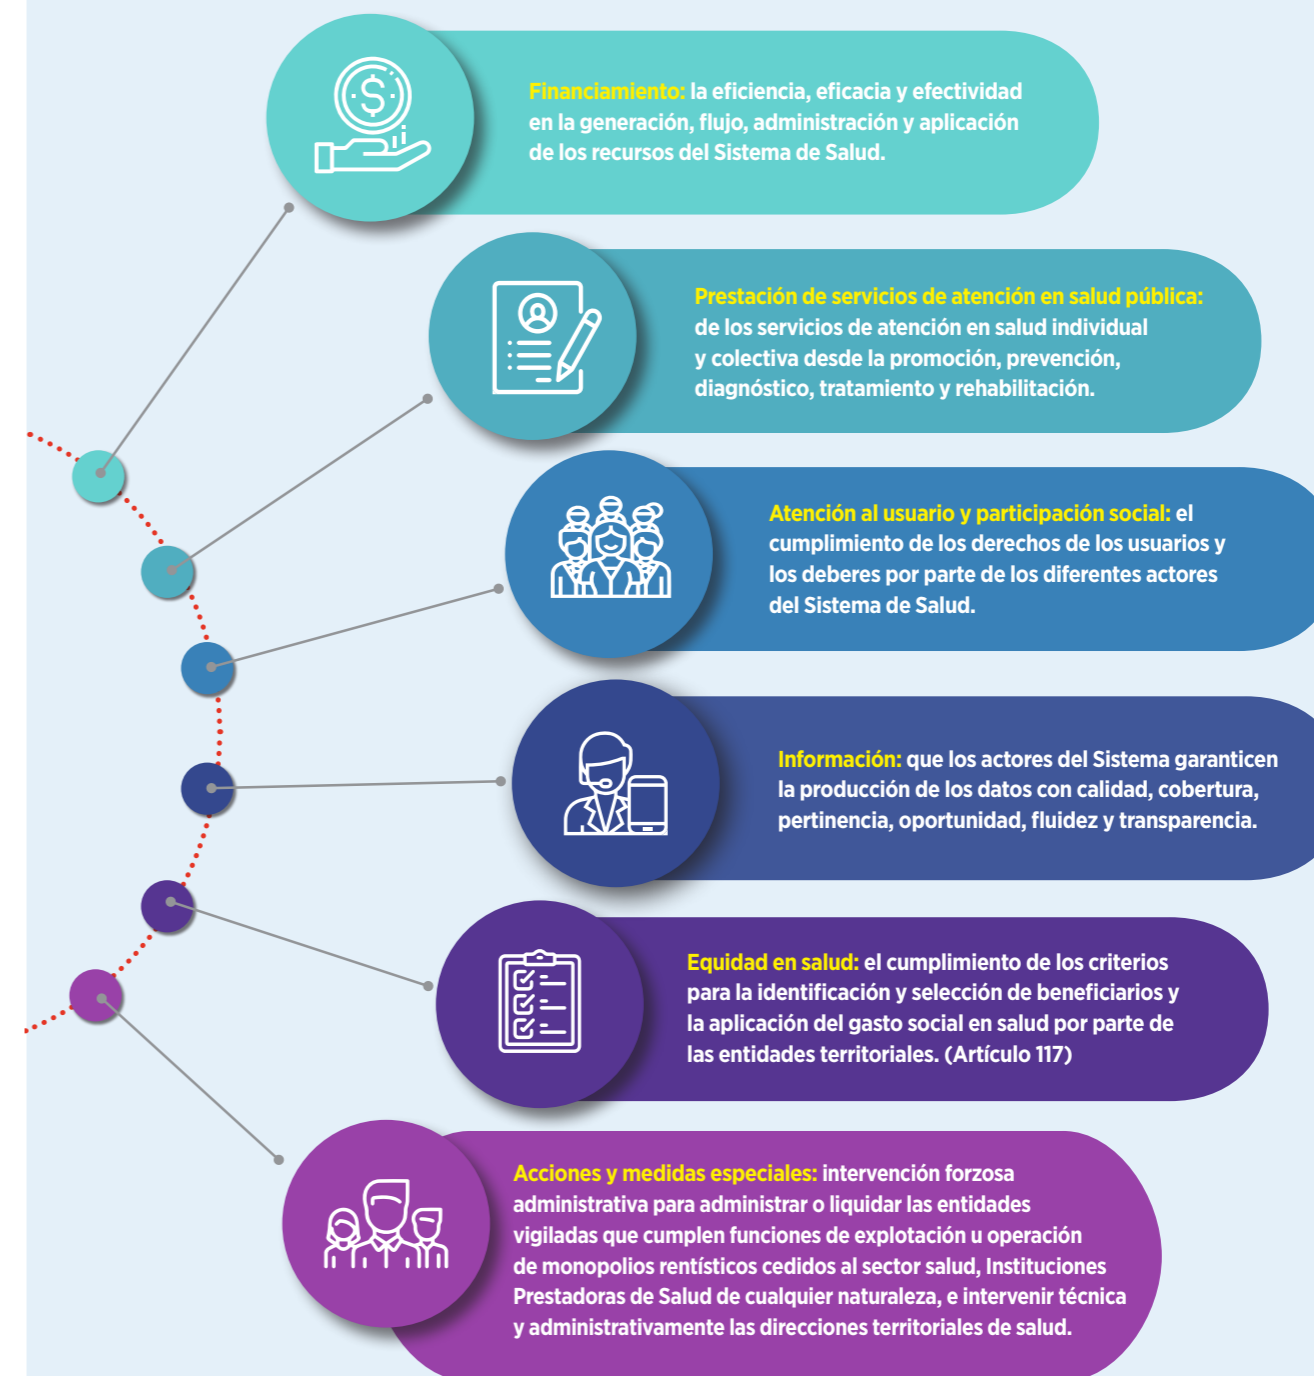 Financiamiento: la eficiencia, eficacia y efectividad
en la generación, flujo, administración y aplicación
de los recursos del Sistema de Salud.
Prestación de servicios de atención en salud pública:
de los servicios de atención en salud individual
y colectiva desde la promoción, prevención,
diagnóstico, tratamiento y rehabilitación.
Atención al usuario y participación social: el
cumplimiento de los derechos de los usuarios y
los deberes por parte de los diferentes actores
del Sistema de Salud.
Información: que los actores del Sistema garanticen
la producción de los datos con calidad, cobertura,
pertinencia, oportunidad, fluidez y transparencia.
Equidad en salud: el cumplimiento de los criterios
para la identificación y selección de beneficiarios y
la aplicación del gasto social en salud por parte de
las entidades territoriales. (Artículo 117)
Acciones y medidas especiales: intervención forzosa
administrativa para administrar o liquidar las entidades
vigiladas que cumplen funciones de explotación u operación
de monopolios rentísticos cedidos al sector salud, Instituciones
Prestadoras de Salud de cualquier naturaleza, e intervenir técnica
y administrativamente las direcciones territoriales de salud.